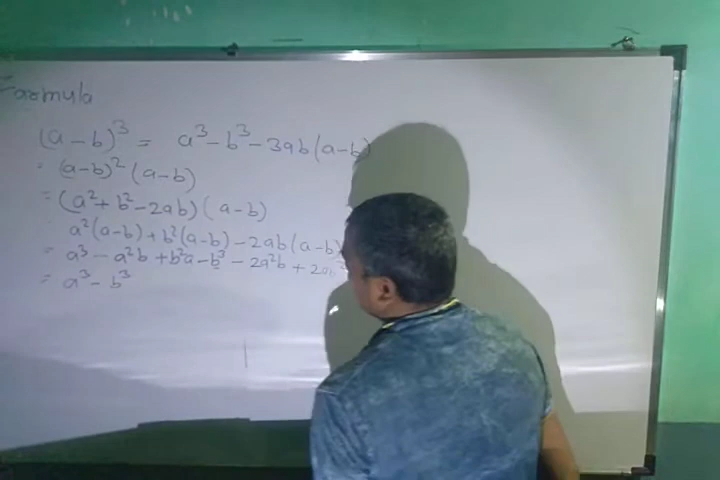 Formula
(a-b)³ = a³-b³-3ab(a-b)
= (a-b)² (a-b)
= (a²+b²-2ab) (a-b)
a²(a-b) + b²(a-b) - 2ab(a-b)
= a³ - a²b + b²a - b³ - 2a²b + 2ab²
= a³ - b³